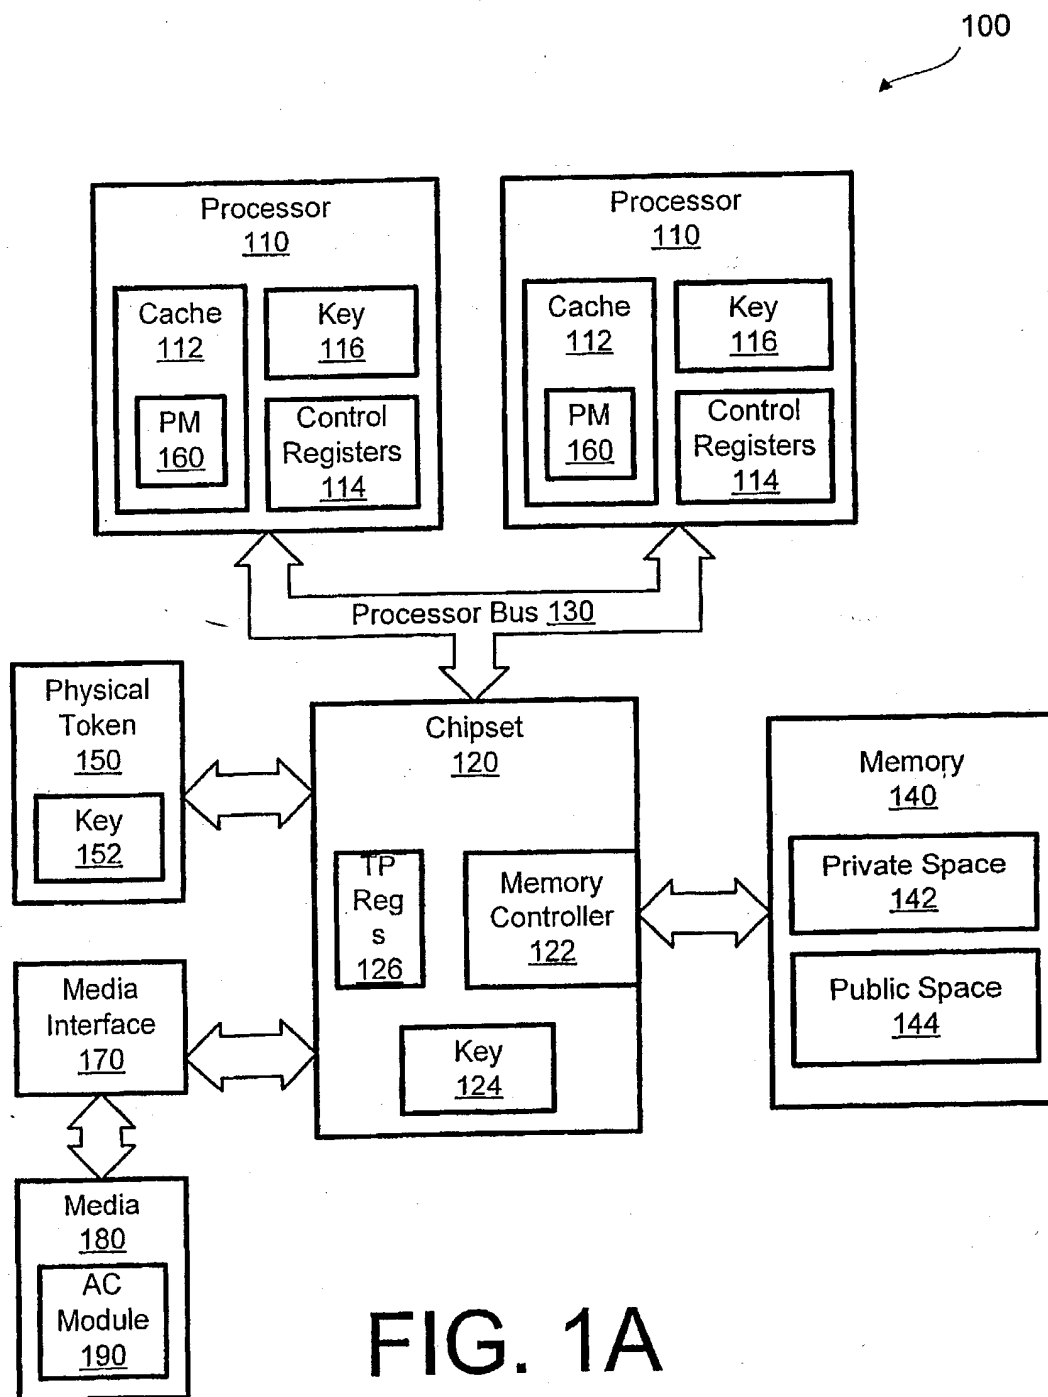 100
Processor
110
Cache
112
PM
160
Key
116
Control
Registers
114
Processor
110
Cache
112
PM
160
Key
116
Control
Registers
114
Processor Bus 130
Physical
Token
150
Key
152
Chipset
120
TP
Reg
s
126
Memory
Controller
122
Key
124
Memory
140
Private Space
142
Public Space
144
Media
Interface
170
Media
180
AC
Module
190
FIG. 1A